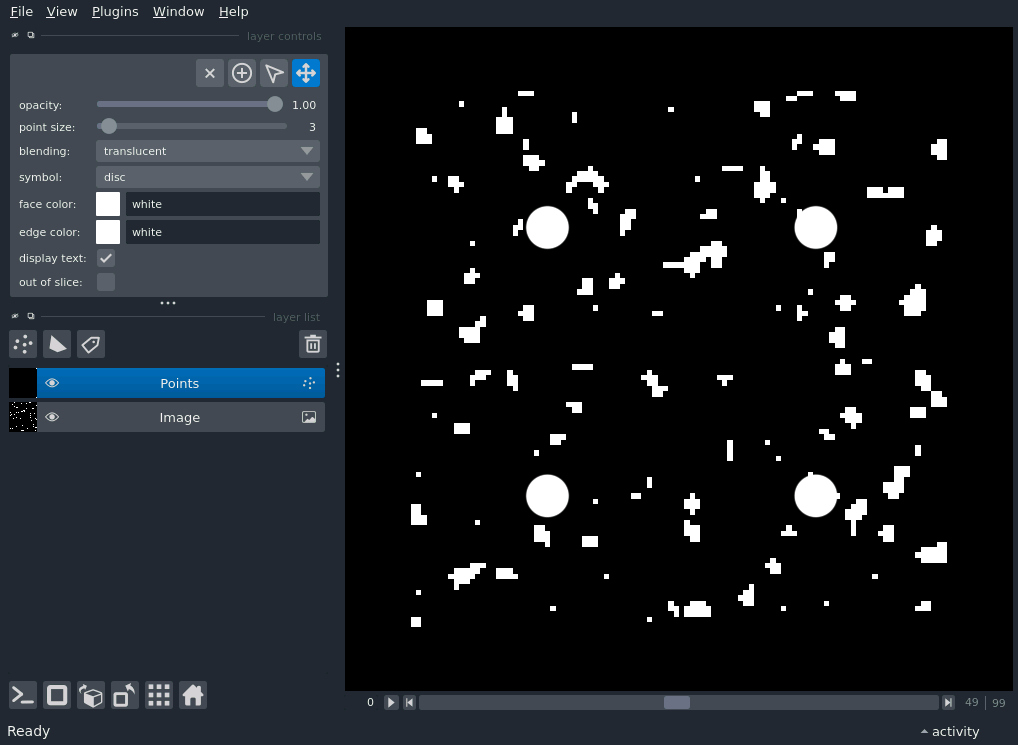 File View Plugins Window Help
layer controls
opacity: 1.00
point size: 3
blending: translucent
symbol: disc
face color: white
edge color: white
display text:
out of slice:
layer list
Points
Image
0 49 99
Ready activity